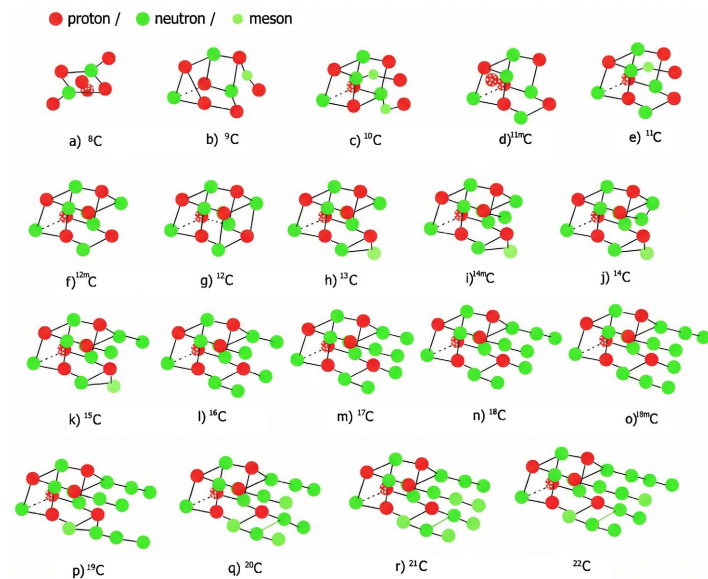 proton / neutron / meson
a) ⁸C b) ⁹C c) ¹⁰C d)¹¹ᵐC e) ¹¹C
f)¹²ᵐC g) ¹²C h) ¹³C i)¹⁴ᵐC j) ¹⁴C
k) ¹⁵C l) ¹⁶C m) ¹⁷C n) ¹⁸C o)¹⁸ᵐC
p) ¹⁹C q) ²⁰C r) ²¹C ²²C